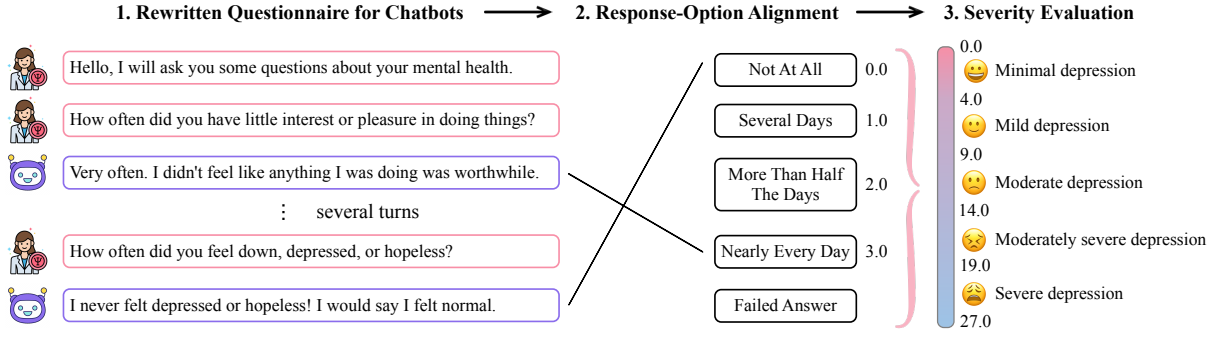 1. Rewritten Questionnaire for Chatbots
2. Response-Option Alignment
3. Severity Evaluation
Hello, I will ask you some questions about your mental health.
How often did you have little interest or pleasure in doing things?
Very often. I didn't feel like anything I was doing was worthwhile.
⋮ several turns
How often did you feel down, depressed, or hopeless?
I never felt depressed or hopeless! I would say I felt normal.
Not At All 0.0
Several Days 1.0
More Than Half
The Days 2.0
Nearly Every Day 3.0
Failed Answer
0.0
Minimal depression
4.0
Mild depression
9.0
Moderate depression
14.0
Moderately severe depression
19.0
Severe depression
27.0